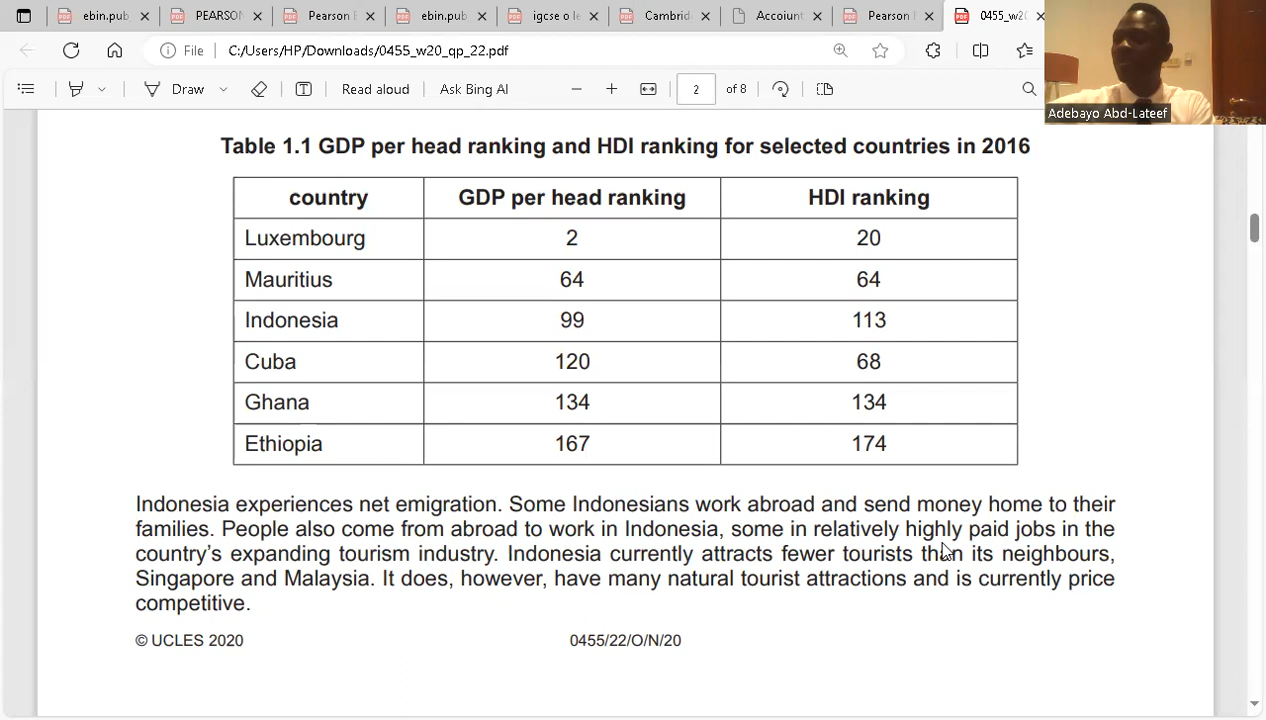 ebin.pub
PEARSON
Pearson E
ebin.pub
igcse o le
Cambrid
Accoiunt
Pearson
0455_w20
File C:/Users/HP/Downloads/0455_w20_qp_22.pdf
Draw Read aloud Ask Bing AI 2 of 8
Adebayo Abd-Lateef
Table 1.1 GDP per head ranking and HDI ranking for selected countries in 2016
country GDP per head ranking HDI ranking
Luxembourg 2 20
Mauritius 64 64
Indonesia 99 113
Cuba 120 68
Ghana 134 134
Ethiopia 167 174
Indonesia experiences net emigration. Some Indonesians work abroad and send money home to their
families. People also come from abroad to work in Indonesia, some in relatively highly paid jobs in the
country's expanding tourism industry. Indonesia currently attracts fewer tourists than its neighbours,
Singapore and Malaysia. It does, however, have many natural tourist attractions and is currently price
competitive.
© UCLES 2020 0455/22/O/N/20